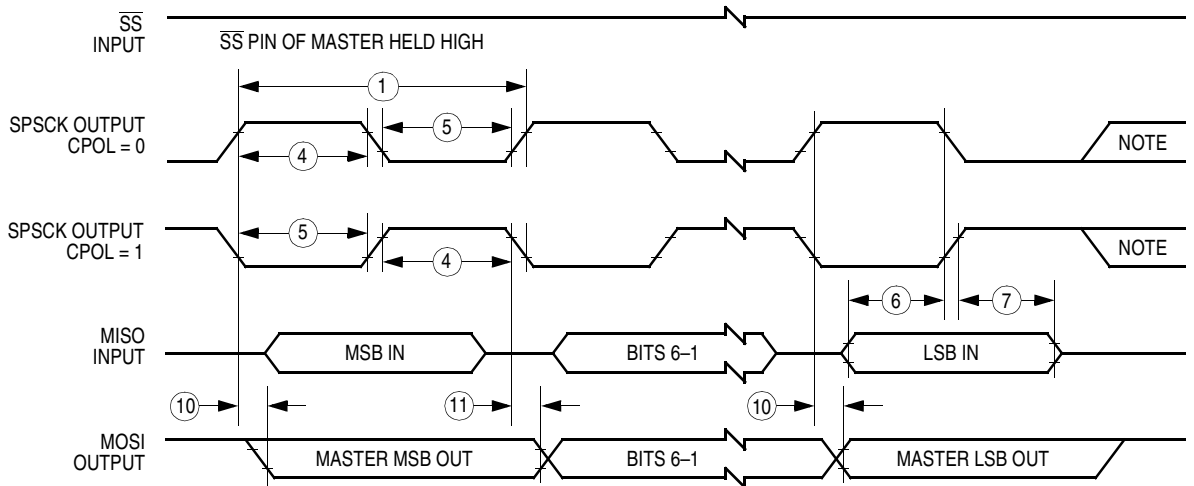 SS
INPUT
SS PIN OF MASTER HELD HIGH
1
SPSCK OUTPUT
CPOL = 0
5
4
NOTE
SPSCK OUTPUT
CPOL = 1
5
4
NOTE
6
7
MISO
INPUT
MSB IN
BITS 6–1
LSB IN
10
11
10
MOSI
OUTPUT
MASTER MSB OUT
BITS 6–1
MASTER LSB OUT